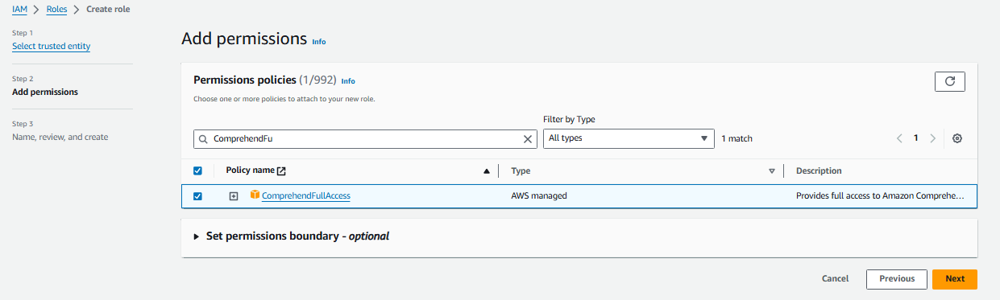 IAM > Roles > Create role
Step 1
Select trusted entity
Step 2
Add permissions
Step 3
Name, review, and create
Add permissions Info
Permissions policies (1/992) Info
Choose one or more policies to attach to your new role.
Filter by Type
ComprehendFu
All types
1 match
1
Policy name
Type
Description
ComprehendFullAccess
AWS managed
Provides full access to Amazon Comprehe...
Set permissions boundary - optional
Cancel
Previous
Next